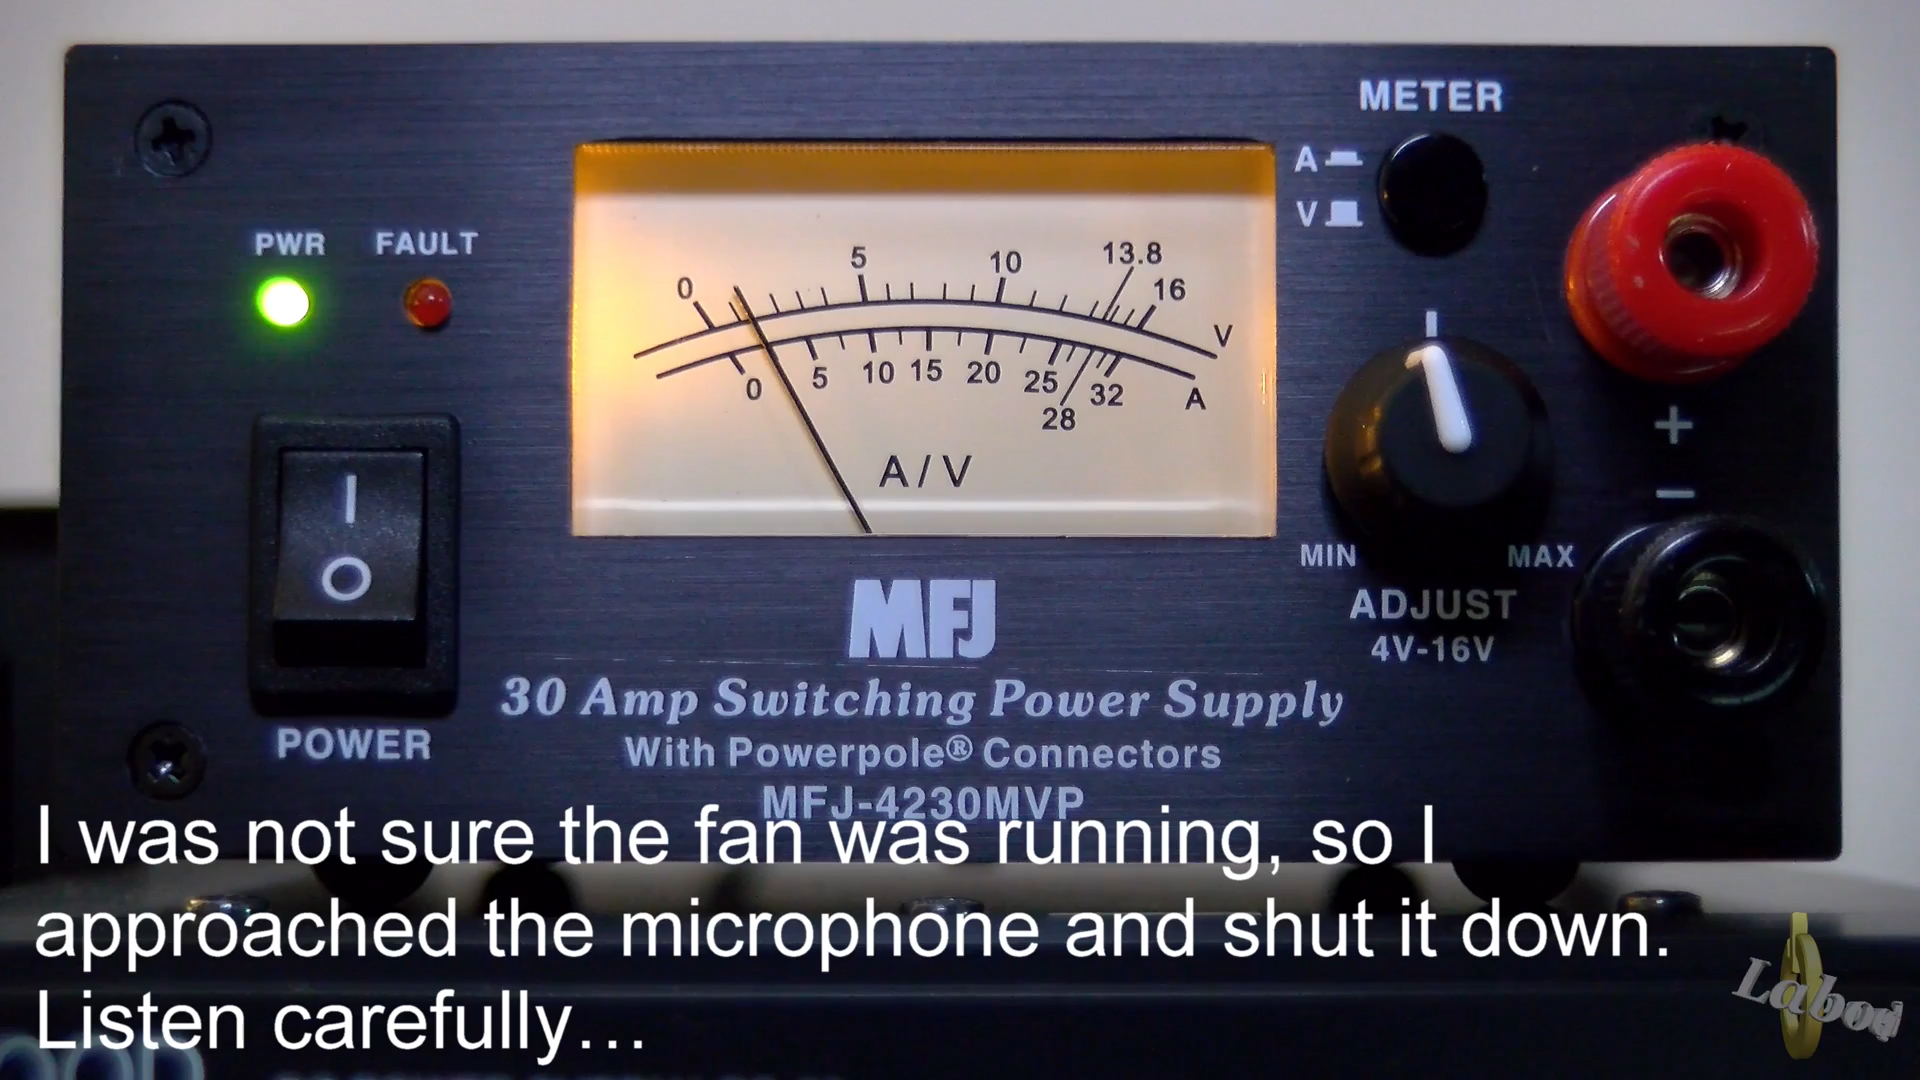 METER
A
V
PWR FAULT
0 5 10 13.8 16 V
0 5 10 15 20 25 28 32 A
A / V
I
O
POWER
MIN MAX
ADJUST
4V-16V
+
−
MFJ
30 Amp Switching Power Supply
With Powerpole® Connectors
MFJ-4230MVP
I was not sure the fan was running, so I
approached the microphone and shut it down.
Listen carefully…